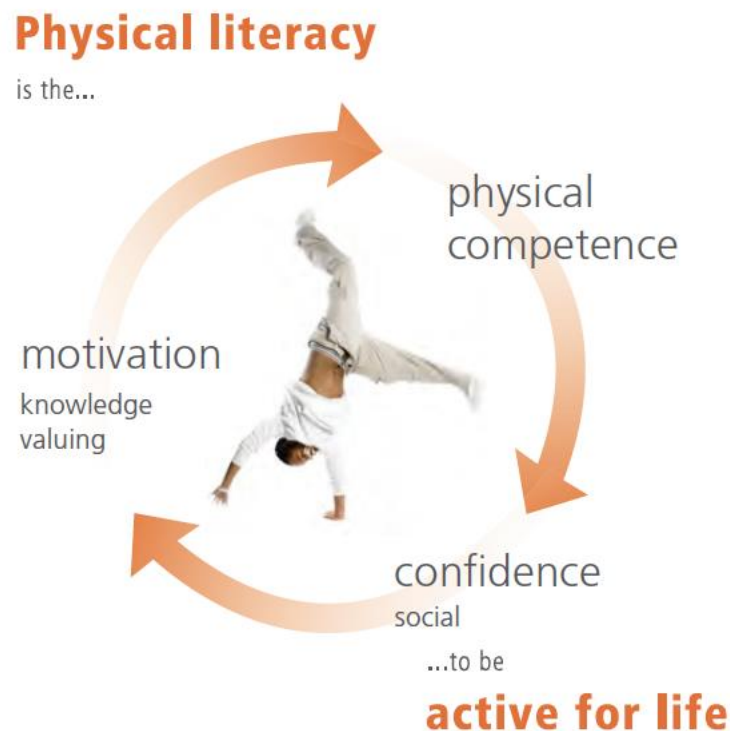 Physical literacy
is the...
physical
competence
motivation
knowledge
valuing
confidence
social
...to be
active for life